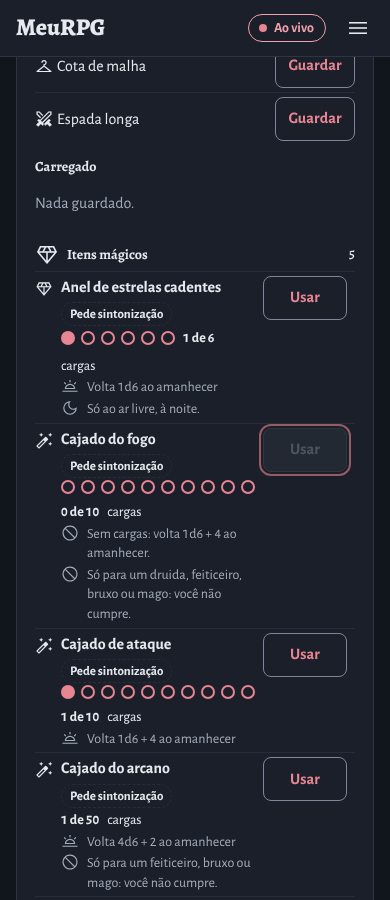 MeuRPG
Ao vivo
Cota de malha
Guardar
Espada longa
Guardar
Carregado
Nada guardado.
Itens mágicos
5
Anel de estrelas cadentes
Usar
Pede sintonização
1 de 6
cargas
Volta 1d6 ao amanhecer
Só ao ar livre, à noite.
Cajado do fogo
Usar
Pede sintonização
0 de 10 cargas
Sem cargas: volta 1d6 + 4 ao
amanhecer.
Só para um druida, feiticeiro,
bruxo ou mago: você não
cumpre.
Cajado de ataque
Usar
Pede sintonização
1 de 10 cargas
Volta 1d6 + 4 ao amanhecer
Cajado do arcano
Usar
Pede sintonização
1 de 50 cargas
Volta 4d6 + 2 ao amanhecer
Só para um feiticeiro, bruxo ou
mago: você não cumpre.